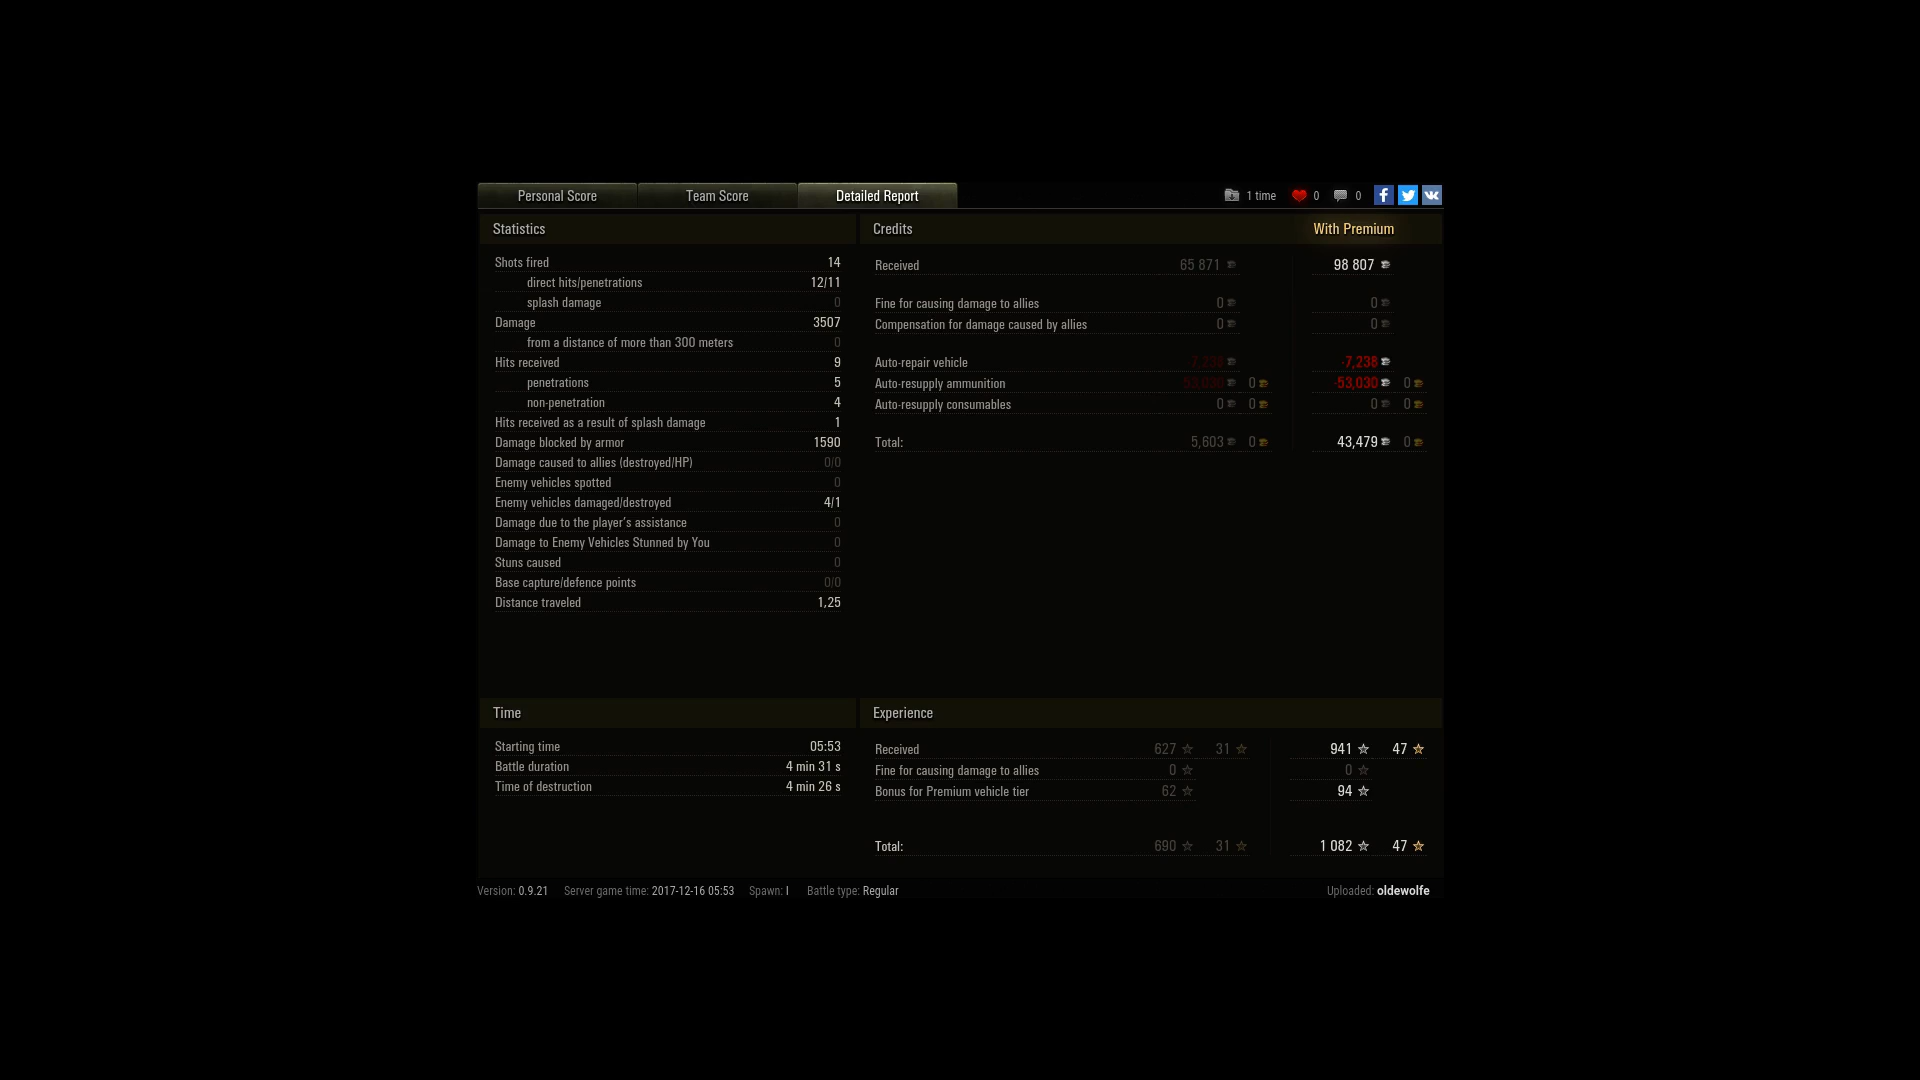 Personal Score Team Score Detailed Report 1 time 0 0
Statistics
Shots fired 14
direct hits/penetrations 12/11
splash damage 0
Damage 3507
from a distance of more than 300 meters 0
Hits received 9
penetrations 5
non-penetration 4
Hits received as a result of splash damage 1
Damage blocked by armor 1590
Damage caused to allies (destroyed/HP) 0/0
Enemy vehicles spotted 0
Enemy vehicles damaged/destroyed 4/1
Damage due to the player's assistance 0
Damage to Enemy Vehicles Stunned by You 0
Stuns caused 0
Base capture/defence points 0/0
Distance traveled 1,25
Credits With Premium
Received 65 871 98 807
Fine for causing damage to allies 0 0
Compensation for damage caused by allies 0 0
Auto-repair vehicle -7,238 -7,238
Auto-resupply ammunition -53,030 0 -53,030 0
Auto-resupply consumables 0 0 0 0
Total: 5,603 0 43,479 0
Time
Starting time 05:53
Battle duration 4 min 31 s
Time of destruction 4 min 26 s
Experience
Received 627 31 941 47
Fine for causing damage to allies 0 0
Bonus for Premium vehicle tier 62 94
Total: 690 31 1 082 47
Version: 0.9.21 Server game time: 2017-12-16 05:53 Spawn: I Battle type: Regular Uploaded: oldewolfe